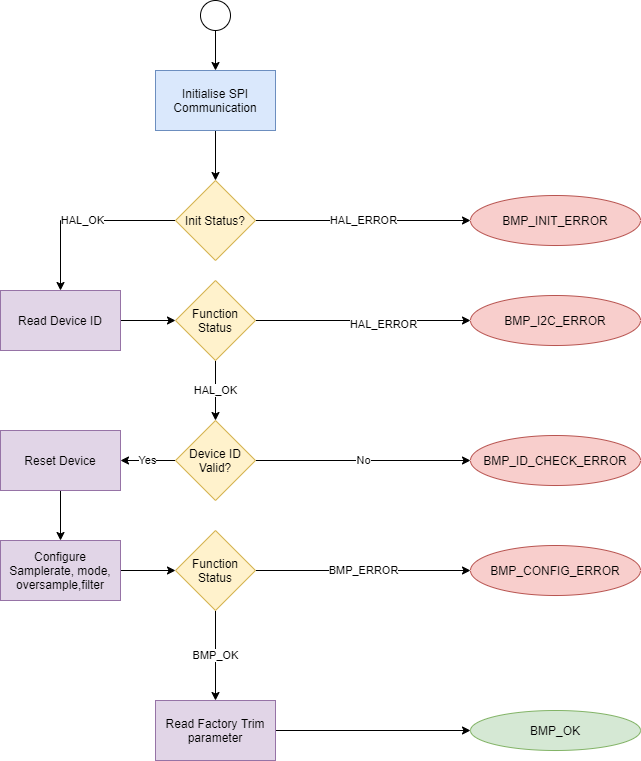 Initialise SPI
Communication
HAL_OK
Init Status?
HAL_ERROR
BMP_INIT_ERROR
Read Device ID
Function
Status
HAL_ERROR
BMP_I2C_ERROR
HAL_OK
Reset Device
Yes
Device ID
Valid?
No
BMP_ID_CHECK_ERROR
Configure
Samplerate, mode,
oversample,filter
Function
Status
BMP_ERROR
BMP_CONFIG_ERROR
BMP_OK
Read Factory Trim
parameter
BMP_OK